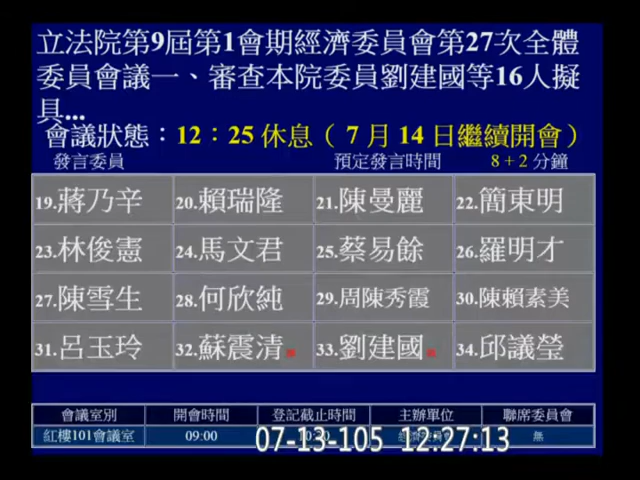 立法院第9屆第1會期經濟委員會第27次全體
委員會議一、審查本院委員劉建國等16人擬
具...
會議狀態：12：25休息（7月14日繼續開會）
發言委員 預定發言時間 8+2分鐘
19.蔣乃辛 20.賴瑞隆 21.陳曼麗 22.簡東明
23.林俊憲 24.馬文君 25.蔡易餘 26.羅明才
27.陳雪生 28.何欣純 29.周陳秀霞 30.陳賴素美
31.呂玉玲 32.蘇震清 33.劉建國 34.邱議瑩
會議室別 開會時間 登記截止時間 主辦單位 聯席委員會
紅樓101會議室 09:00 無
07-13-105 12:27:13